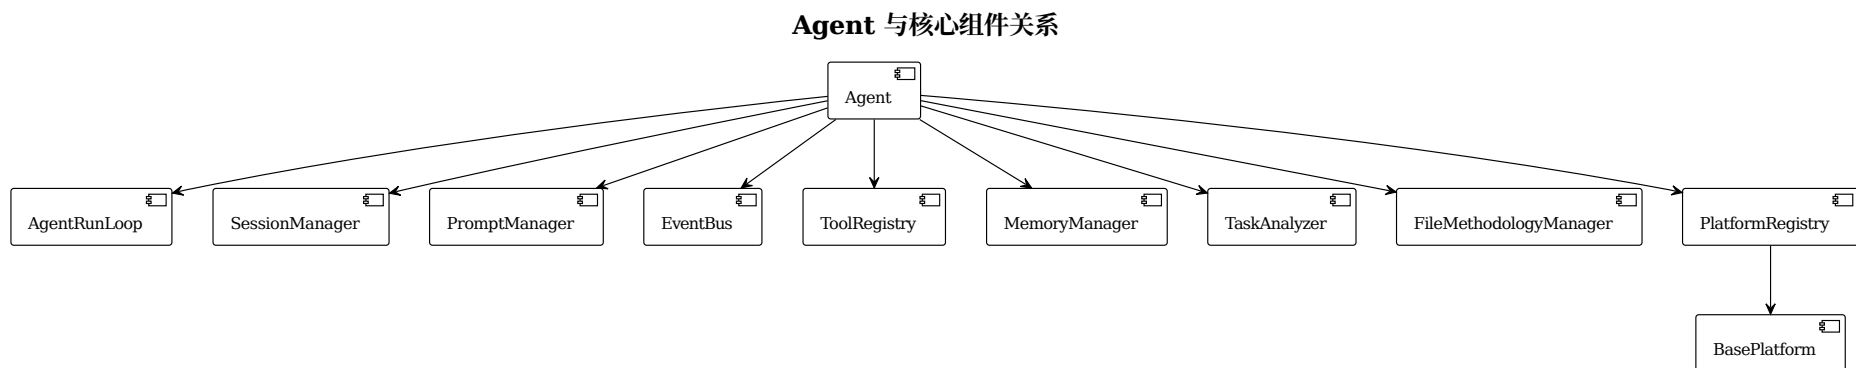 Agent 与核心组件关系
Agent
AgentRunLoop
SessionManager
PromptManager
EventBus
ToolRegistry
MemoryManager
TaskAnalyzer
FileMethodologyManager
PlatformRegistry
BasePlatform